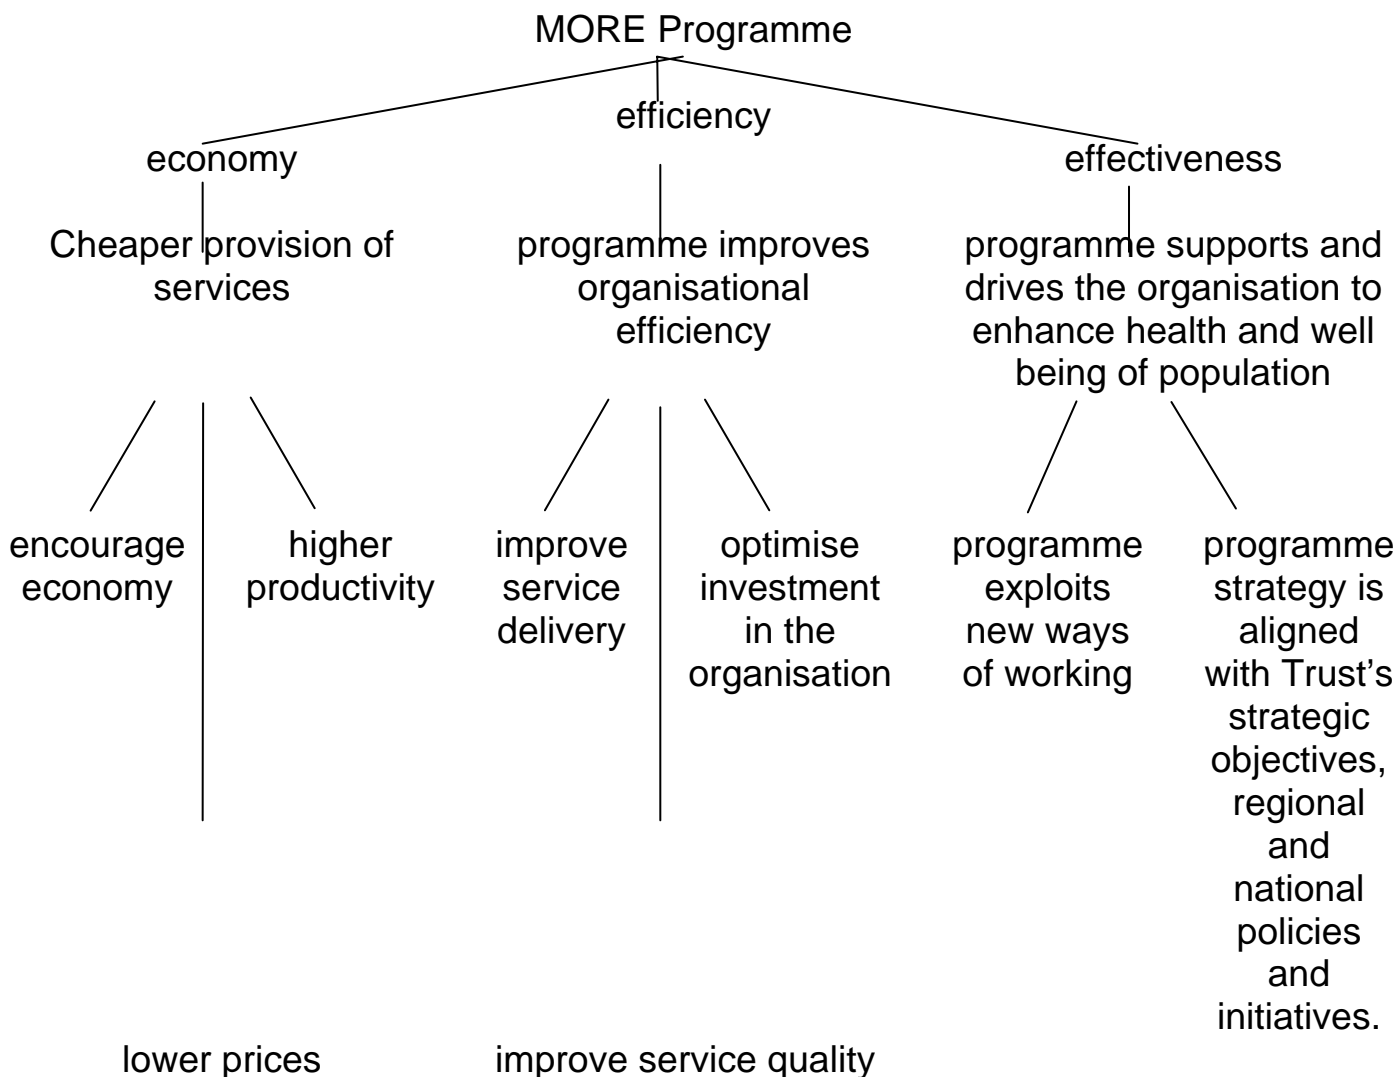 MORE Programme
efficiency
economy
effectiveness
Cheaper provision of
services
programme improves
organisational
efficiency
programme supports and
drives the organisation to
enhance health and well
being of population
encourage
economy
higher
productivity
improve
service
delivery
optimise
investment
in the
organisation
programme
exploits
new ways
of working
programme
strategy is
aligned
with Trust’s
strategic
objectives,
regional
and
national
policies
and
initiatives.
lower prices
improve service quality